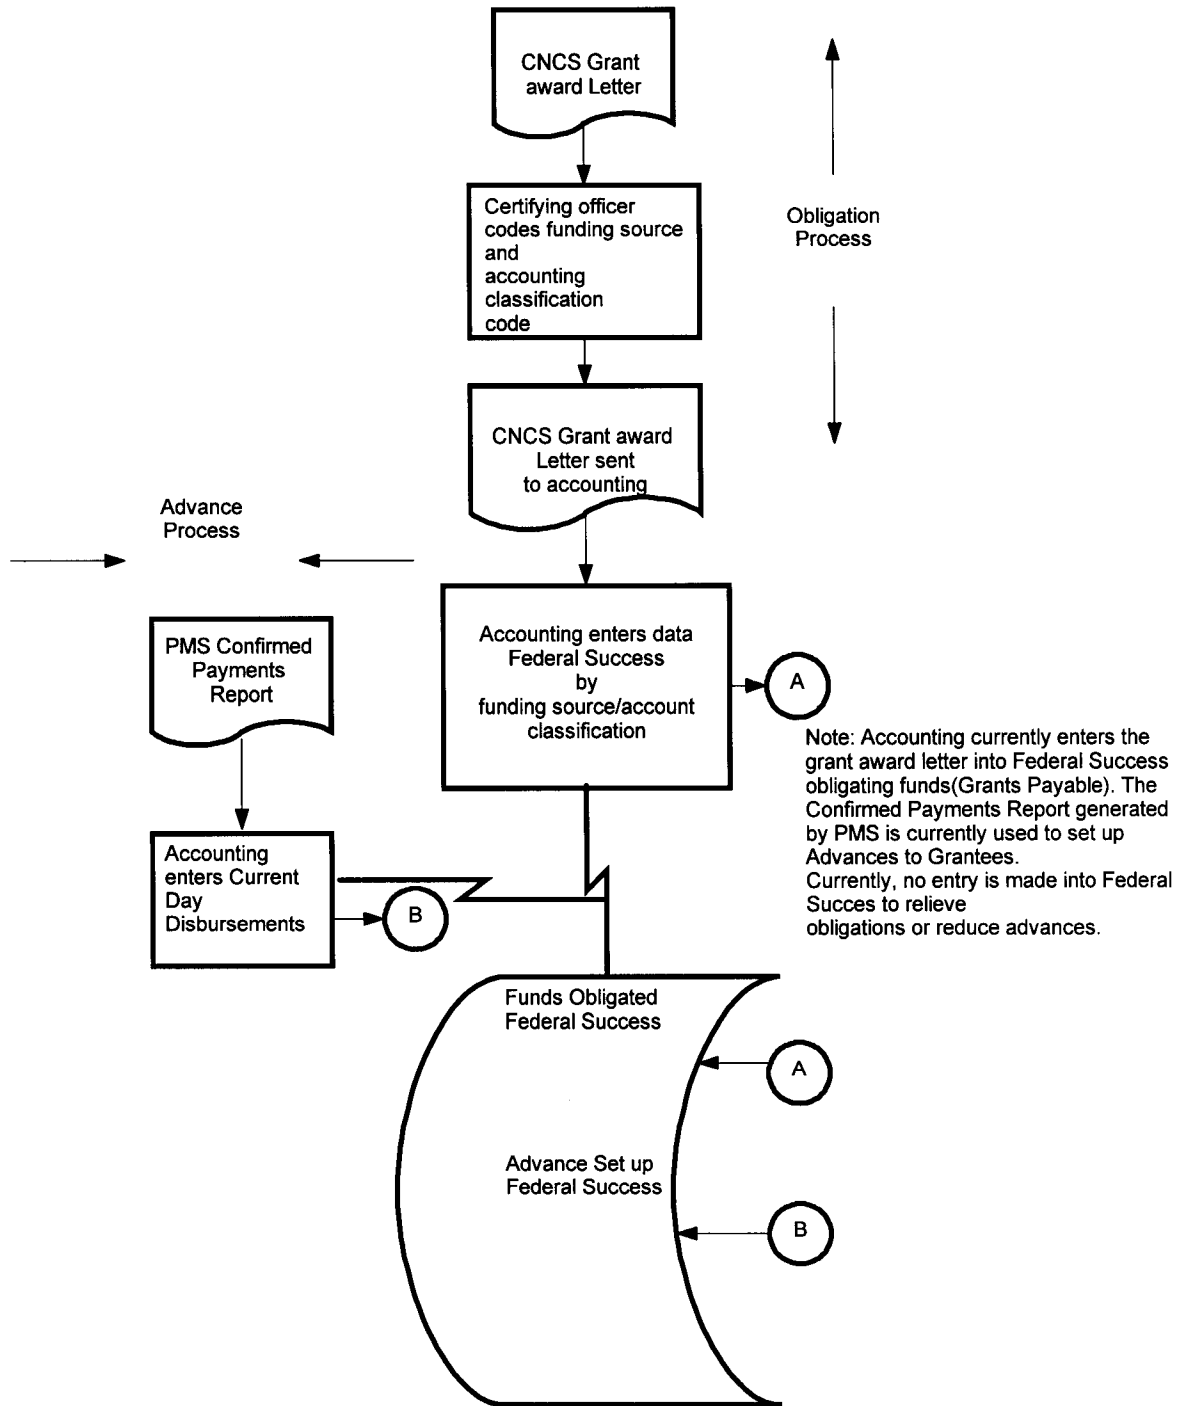 CNCS Grant
award Letter
Certifying officer
codes funding source
and
accounting
classification
code
Obligation
Process
CNCS Grant award
Letter sent
to accounting
Advance
Process
PMS Confirmed
Payments
Report
Accounting enters data
Federal Success
by
funding source/account
classification
A
Note: Accounting currently enters the
grant award letter into Federal Success
obligating funds(Grants Payable). The
Confirmed Payments Report generated
by PMS is currently used to set up
Advances to Grantees.
Currently, no entry is made into Federal
Succes to relieve
obligations or reduce advances.
Accounting
enters Current
Day
Disbursements
B
Funds Obligated
Federal Success
A
Advance Set up
Federal Success
B